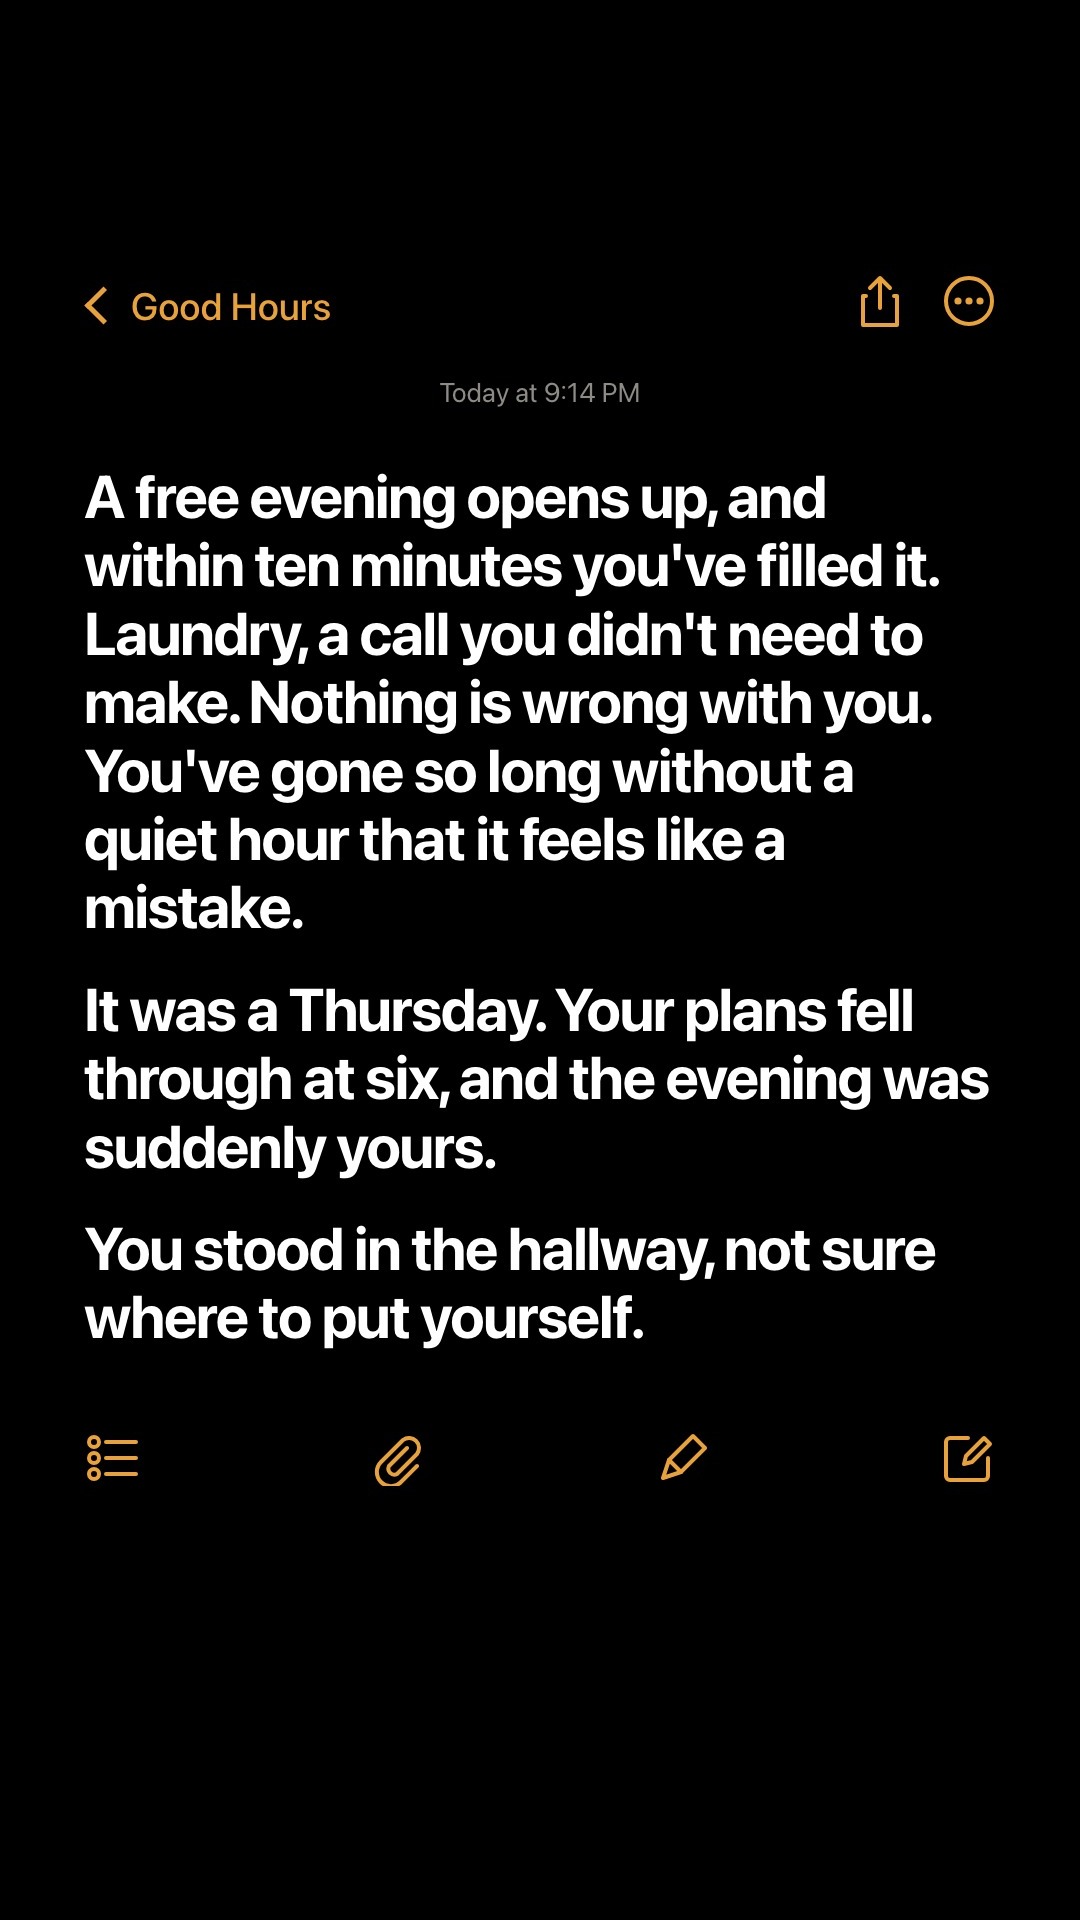 Good Hours
Today at 9:14 PM
A free evening opens up, and
within ten minutes you've filled it.
Laundry, a call you didn't need to
make. Nothing is wrong with you.
You've gone so long without a
quiet hour that it feels like a
mistake.
It was a Thursday. Your plans fell
through at six, and the evening was
suddenly yours.
You stood in the hallway, not sure
where to put yourself.